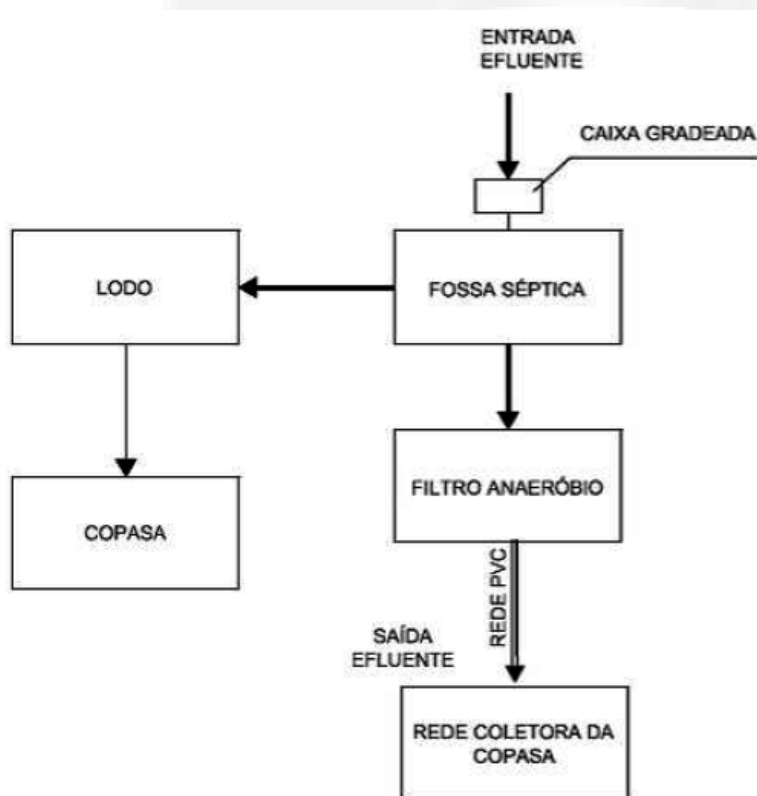 ENTRADA
EFLUENTE
CAIXA GRADEADA
LODO
FOSSA SÉPTICA
FILTRO ANAERÓBIO
COPASA
REDE PVC
SAÍDA
EFLUENTE
REDE COLETORA DA
COPASA